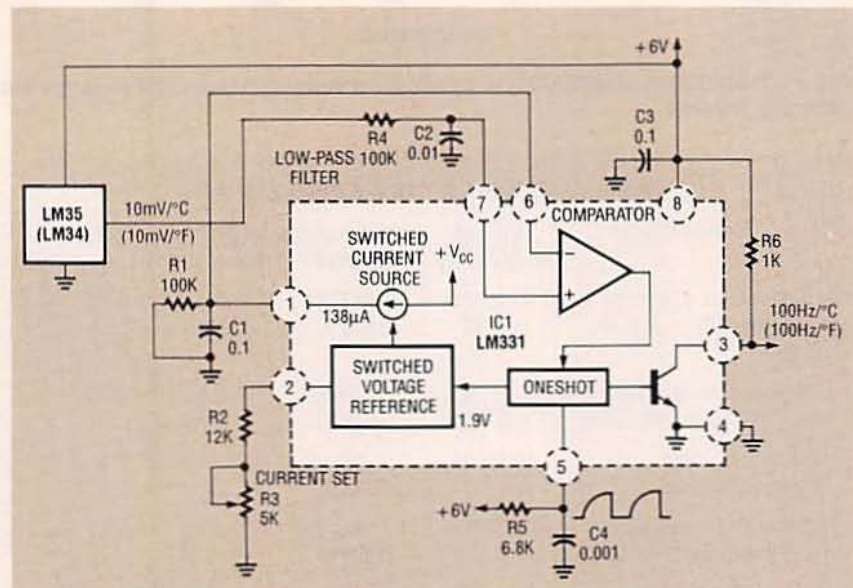 +6V
C3
0.1
C2
0.01
R4
100K
LOW-PASS
FILTER
LM35
(LM34)
10mV/°C
(10mV/°F)
7
6
8
COMPARATOR
SWITCHED
CURRENT
SOURCE
+VCC
−
+
R6
1K
R1
100K
C1
0.1
1
138μA
IC1
LM331
100Hz/°C
(100Hz/°F)
3
2
SWITCHED
VOLTAGE
REFERENCE
1.9V
ONESHOT
4
R2
12K
CURRENT SET
R3
5K
5
+6V
R5
6.8K
C4
0.001